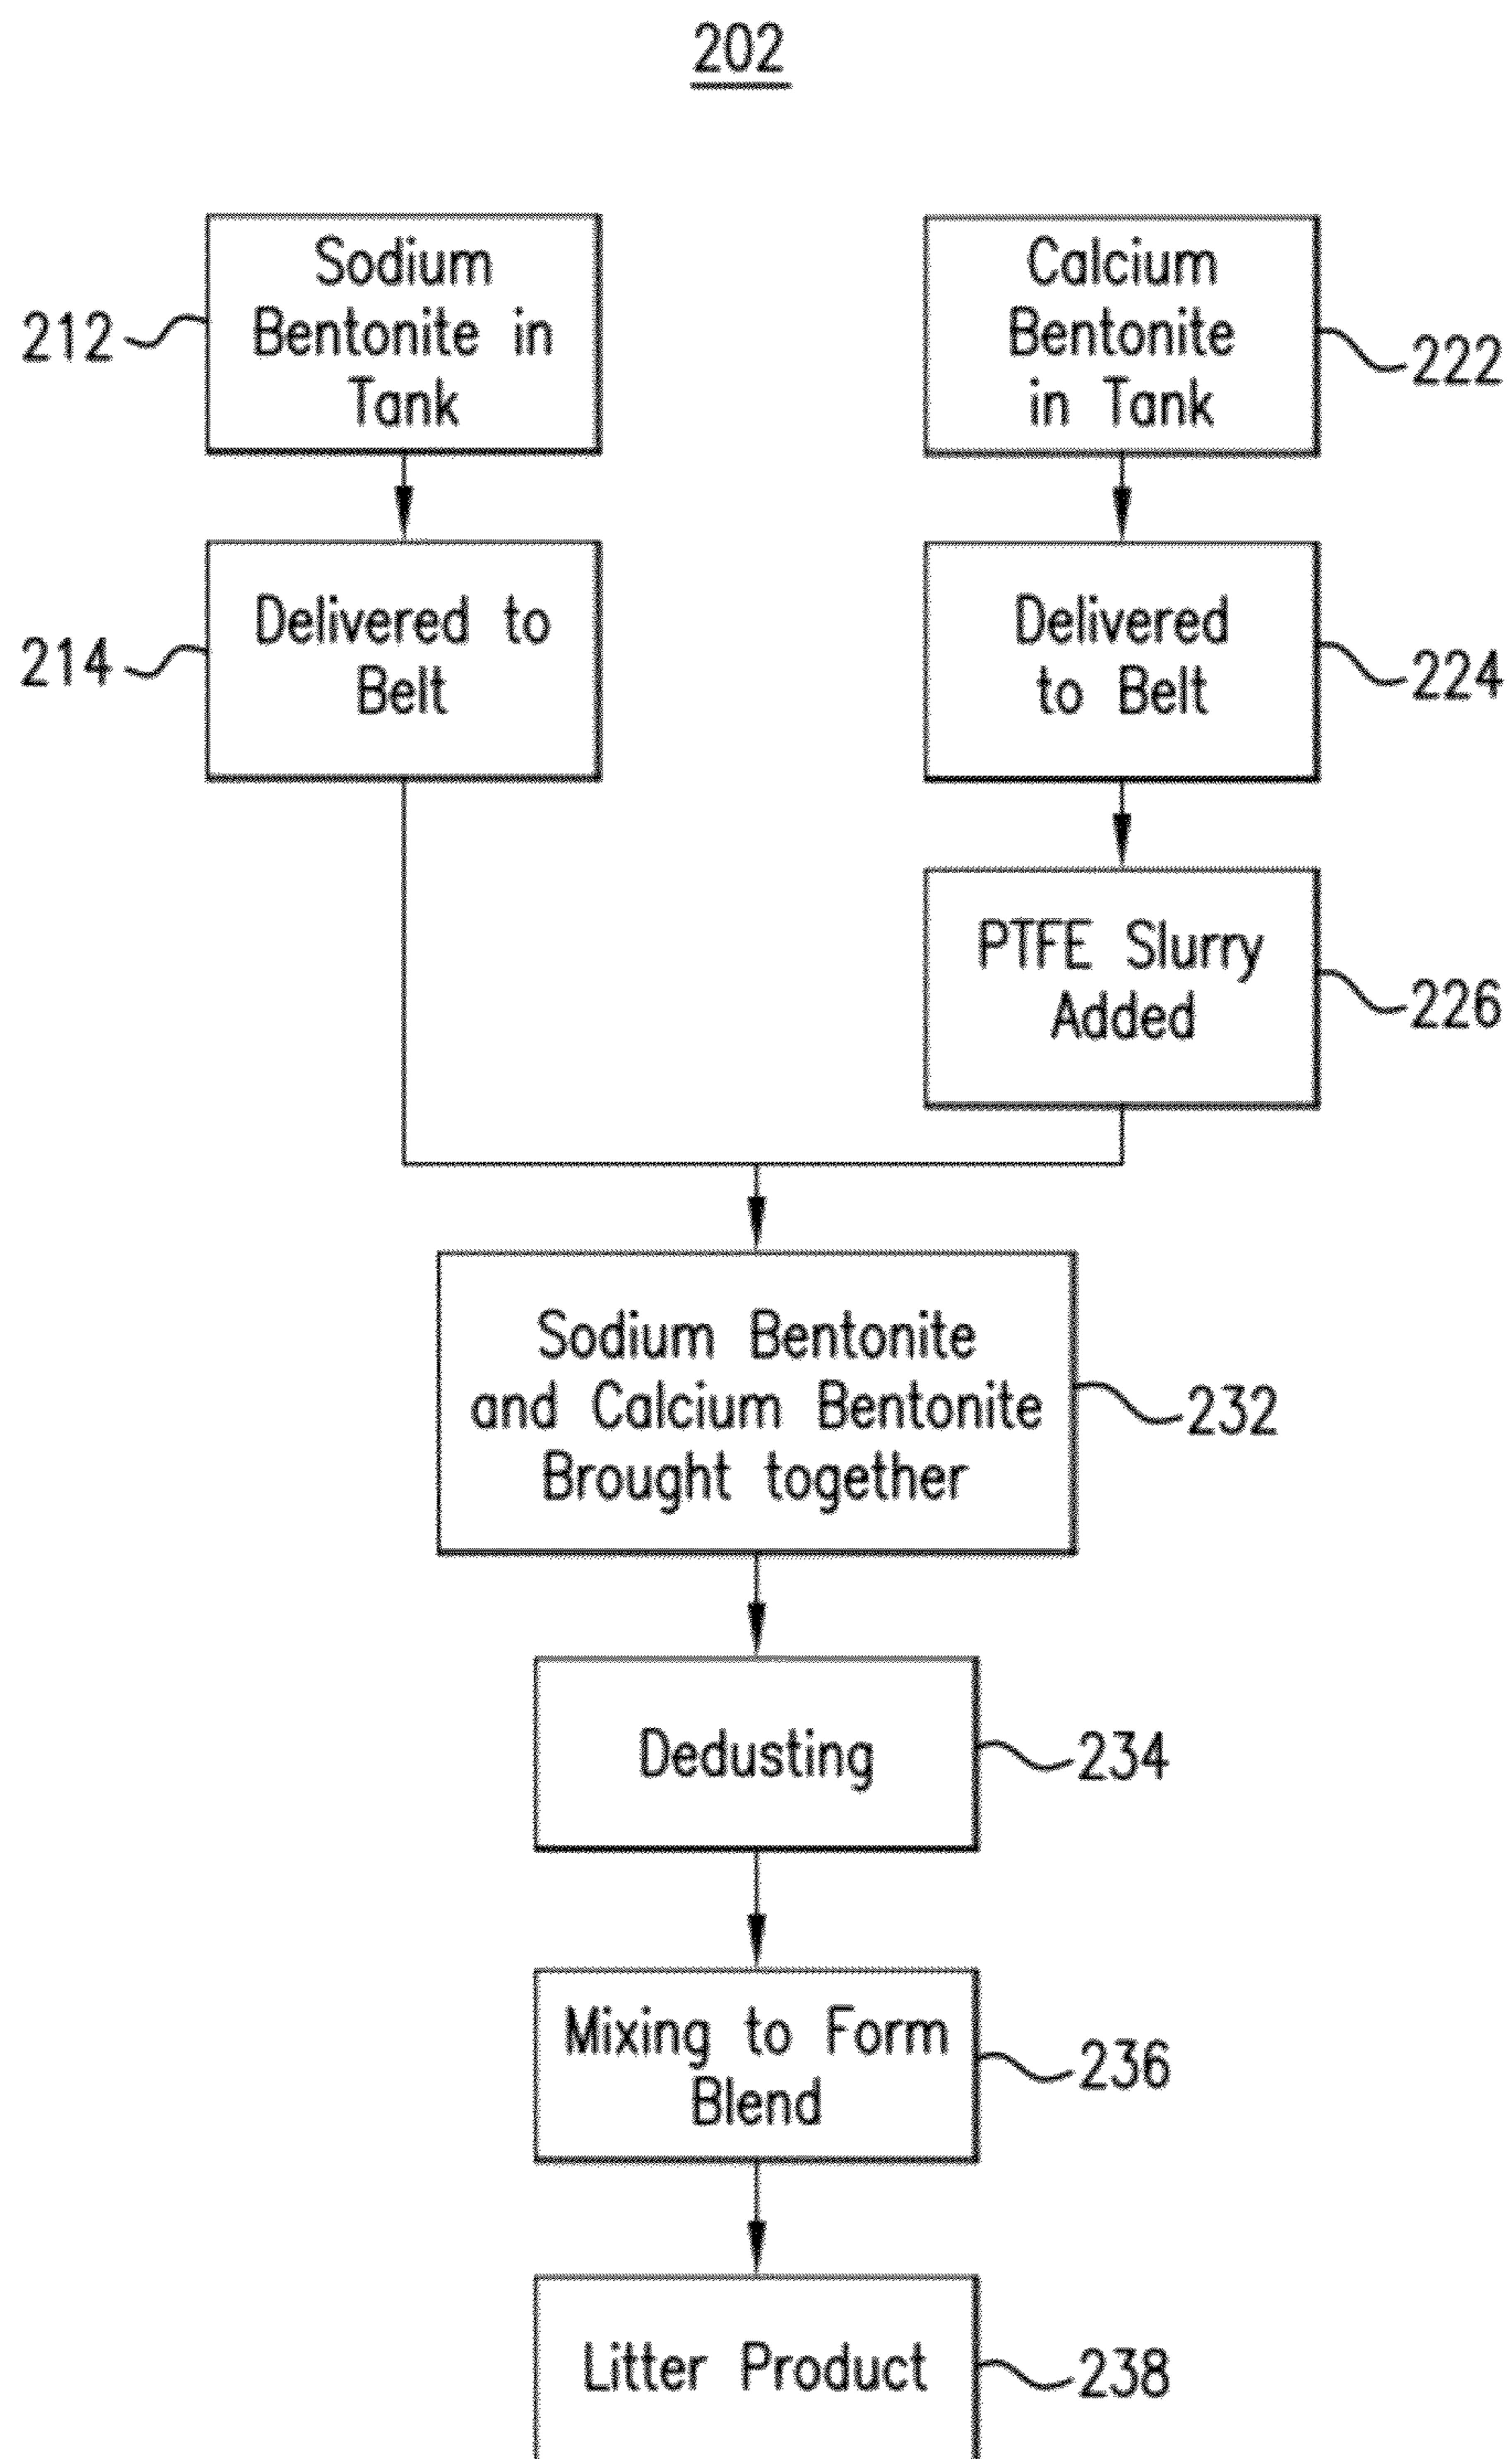 202
Sodium
Bentonite in
Tank
212
Calcium
Bentonite
in Tank
222
Delivered to
Belt
214
Delivered
to Belt
224
PTFE Slurry
Added
226
Sodium Bentonite
and Calcium Bentonite
Brought together
232
Dedusting
234
Mixing to Form
Blend
236
Litter Product
238